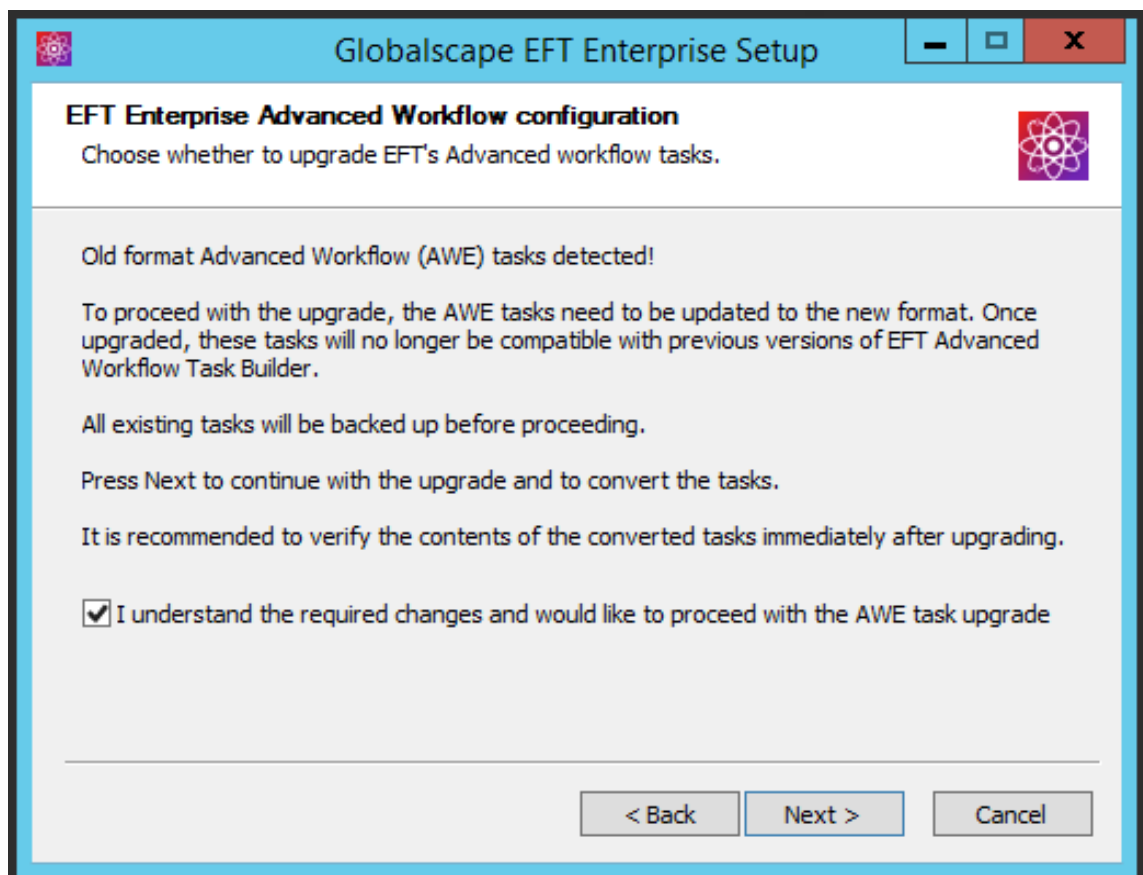 Globalscape EFT Enterprise Setup
EFT Enterprise Advanced Workflow configuration
Choose whether to upgrade EFT's Advanced workflow tasks.
Old format Advanced Workflow (AWE) tasks detected!
To proceed with the upgrade, the AWE tasks need to be updated to the new format. Once
upgraded, these tasks will no longer be compatible with previous versions of EFT Advanced
Workflow Task Builder.
All existing tasks will be backed up before proceeding.
Press Next to continue with the upgrade and to convert the tasks.
It is recommended to verify the contents of the converted tasks immediately after upgrading.
I understand the required changes and would like to proceed with the AWE task upgrade
< Back Next > Cancel